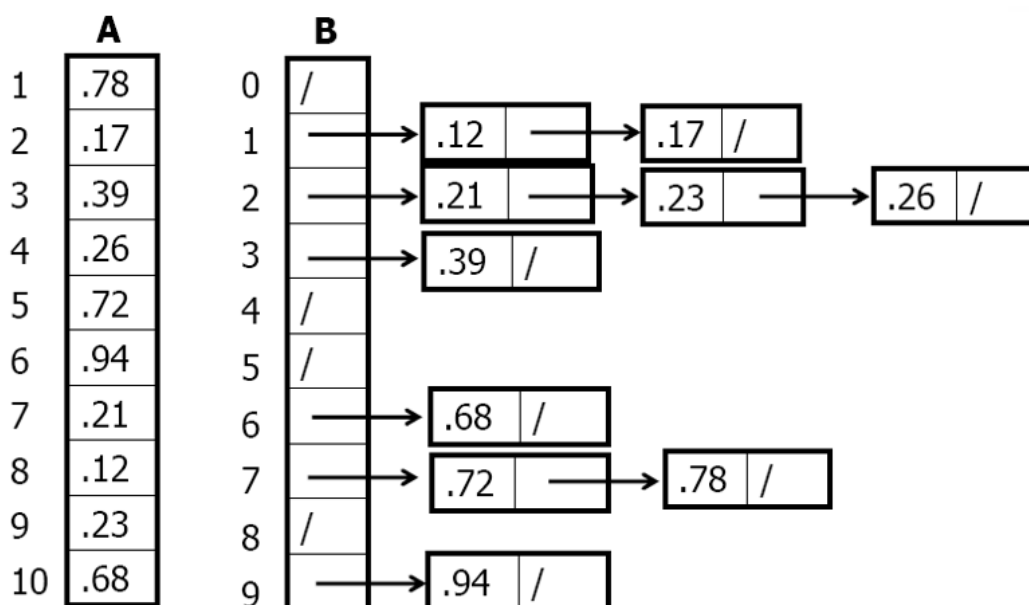 A B
1 .78 0 /
2 .17 1 .12 .17 /
3 .39 2 .21 .23 .26 /
4 .26 3 .39 /
5 .72 4 /
6 .94 5 /
7 .21 6 .68 /
8 .12 7 .72 .78 /
9 .23 8 /
10 .68 9 .94 /